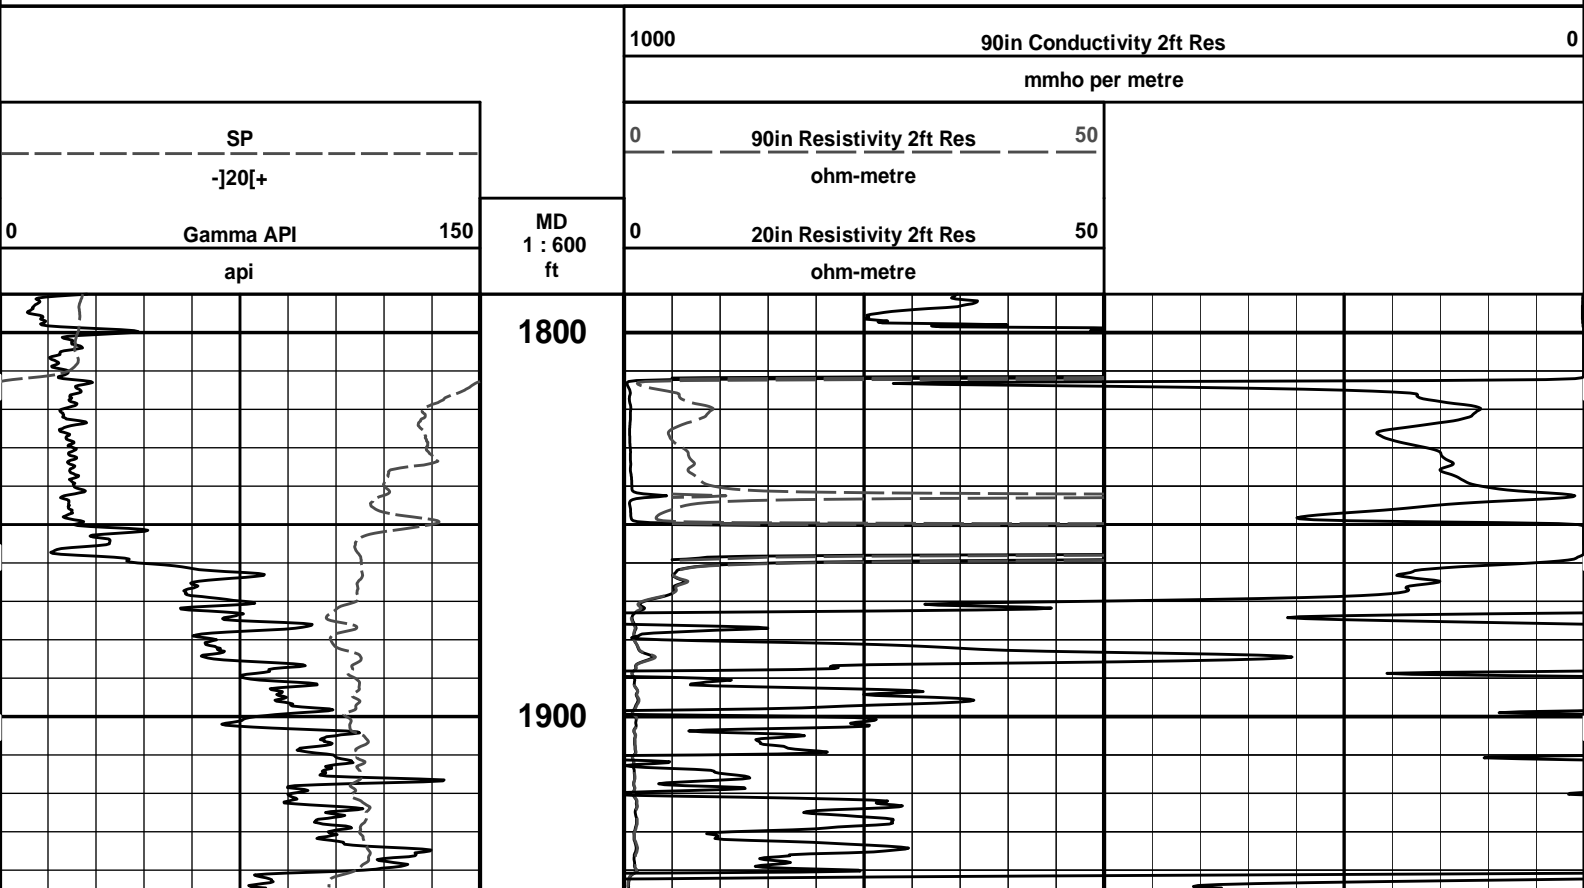 1000 90in Conductivity 2ft Res 0
mmho per metre
SP
-]20[+
0 90in Resistivity 2ft Res 50
ohm-metre
0 Gamma API 150
api
MD
1 : 600
ft
0 20in Resistivity 2ft Res 50
ohm-metre
1800
1900